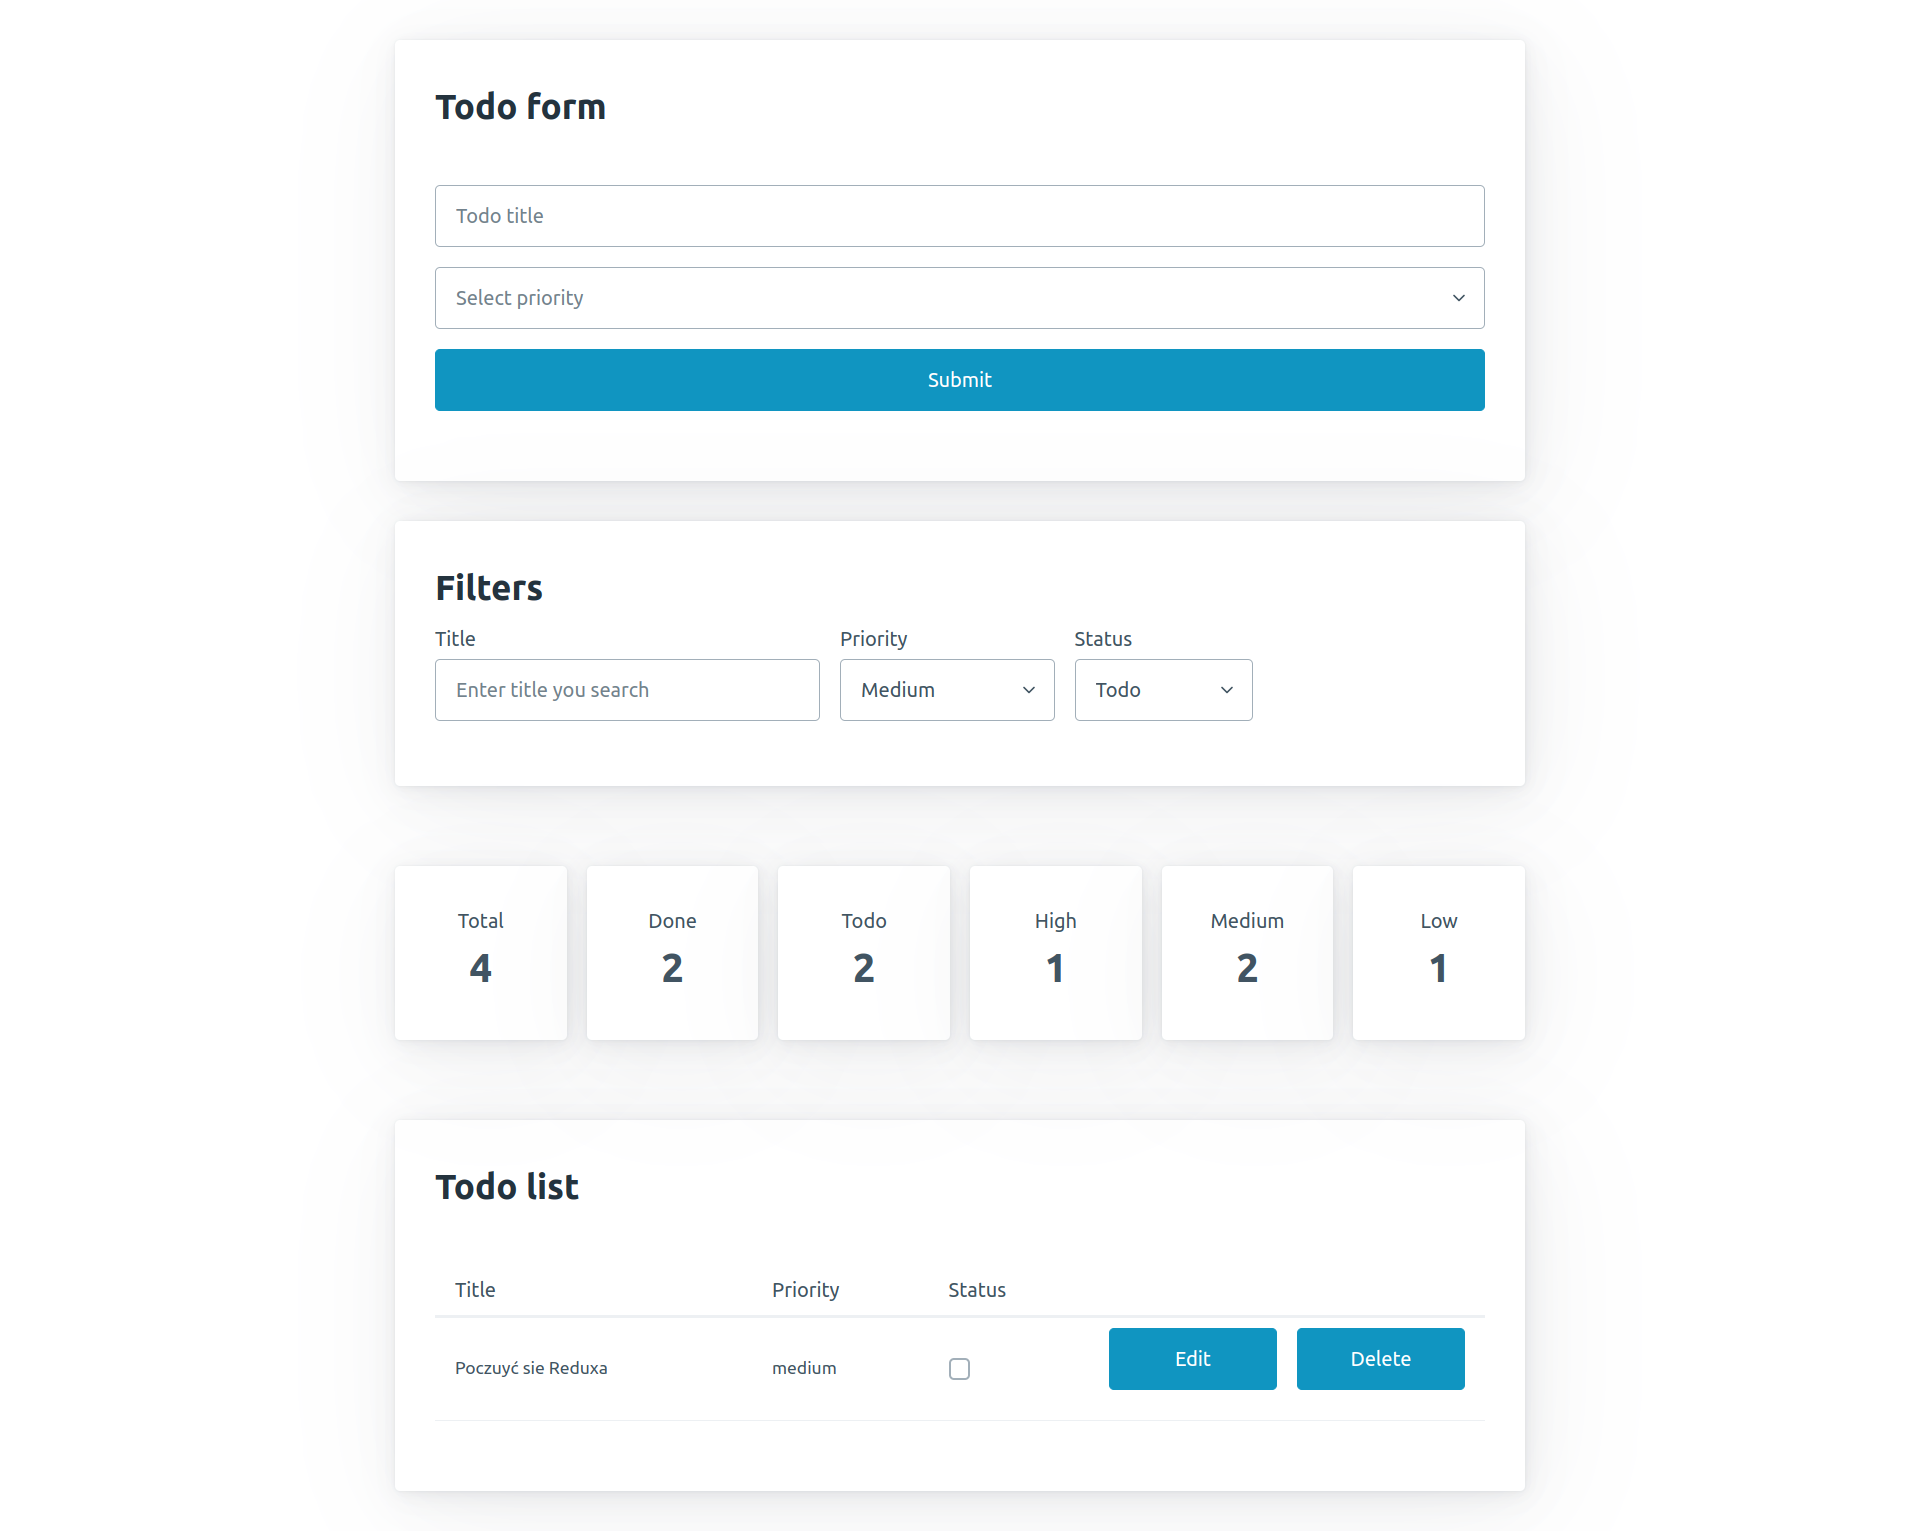 Todo form
Todo title
Select priority
Submit
Filters
Title Priority Status
Enter title you search Medium Todo
Total Done Todo High Medium Low
4 2 2 1 2 1
Todo list
Title Priority Status
Poczuyć sie Reduxa medium Edit Delete